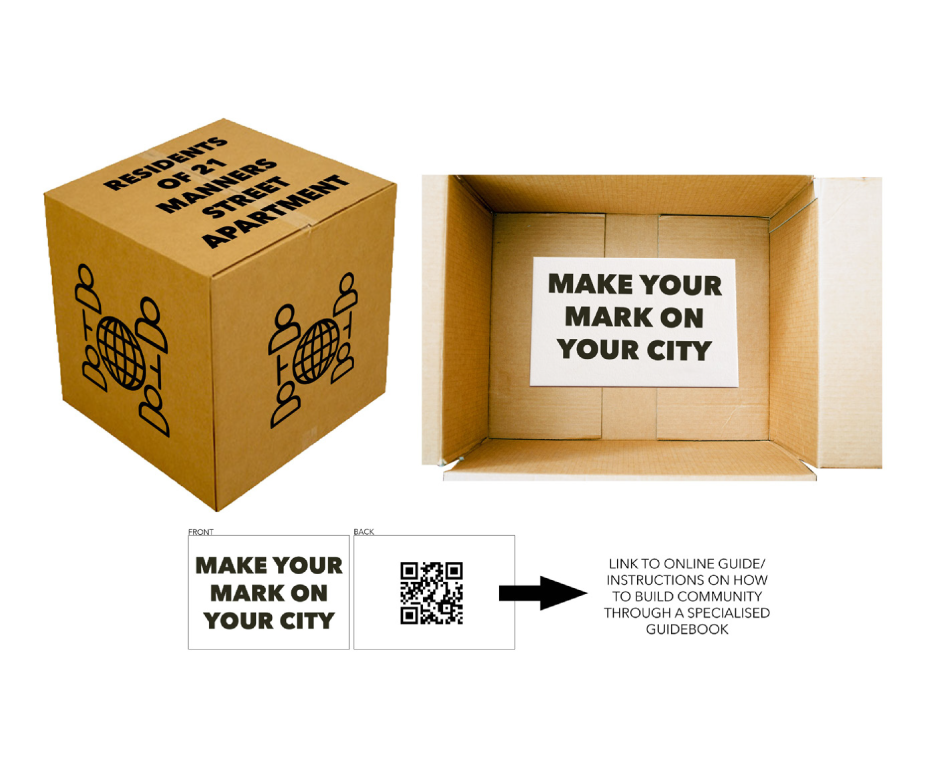 RESIDENTS
OF 21
MANNERS
STREET
APARTMENT
MAKE YOUR
MARK ON
YOUR CITY
FRONT
MAKE YOUR
MARK ON
YOUR CITY
BACK
LINK TO ONLINE GUIDE/
INSTRUCTIONS ON HOW
TO BUILD COMMUNITY
THROUGH A SPECIALISED
GUIDEBOOK